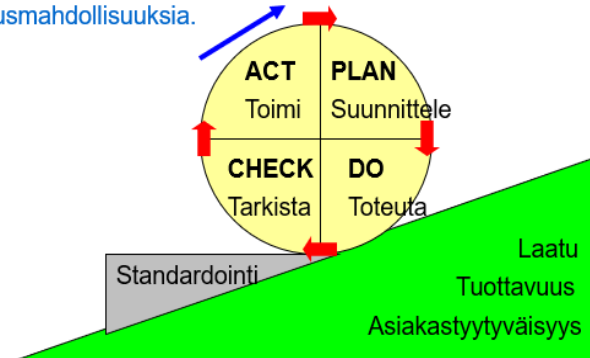 usmahdollisuuksia.
ACT
Toimi
PLAN
Suunnittele
CHECK
Tarkista
DO
Toteuta
Standardointi
Laatu
Tuottavuus
Asiakastyytyväisyys